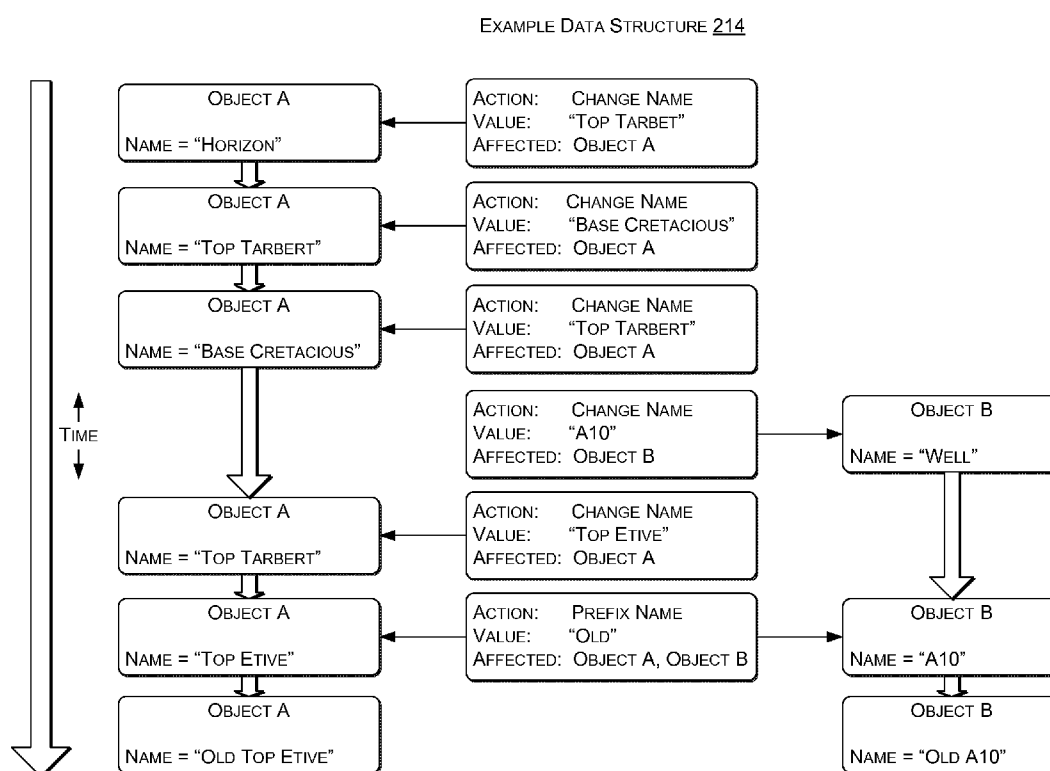 EXAMPLE DATA STRUCTURE 214
OBJECT A
NAME = “HORIZON”
ACTION: CHANGE NAME
VALUE: “TOP TARBET”
AFFECTED: OBJECT A
OBJECT A
NAME = “TOP TARBERT”
ACTION: CHANGE NAME
VALUE: “BASE CRETACIOUS”
AFFECTED: OBJECT A
OBJECT A
NAME = “BASE CRETACIOUS”
ACTION: CHANGE NAME
VALUE: “TOP TARBERT”
AFFECTED: OBJECT A
TIME
ACTION: CHANGE NAME
VALUE: “A10”
AFFECTED: OBJECT B
OBJECT B
NAME = “WELL”
OBJECT A
NAME = “TOP TARBERT”
ACTION: CHANGE NAME
VALUE: “TOP ETIVE”
AFFECTED: OBJECT A
OBJECT A
NAME = “TOP ETIVE”
ACTION: PREFIX NAME
VALUE: “OLD”
AFFECTED: OBJECT A, OBJECT B
OBJECT B
NAME = “A10”
OBJECT A
NAME = “OLD TOP ETIVE”
OBJECT B
NAME = “OLD A10”